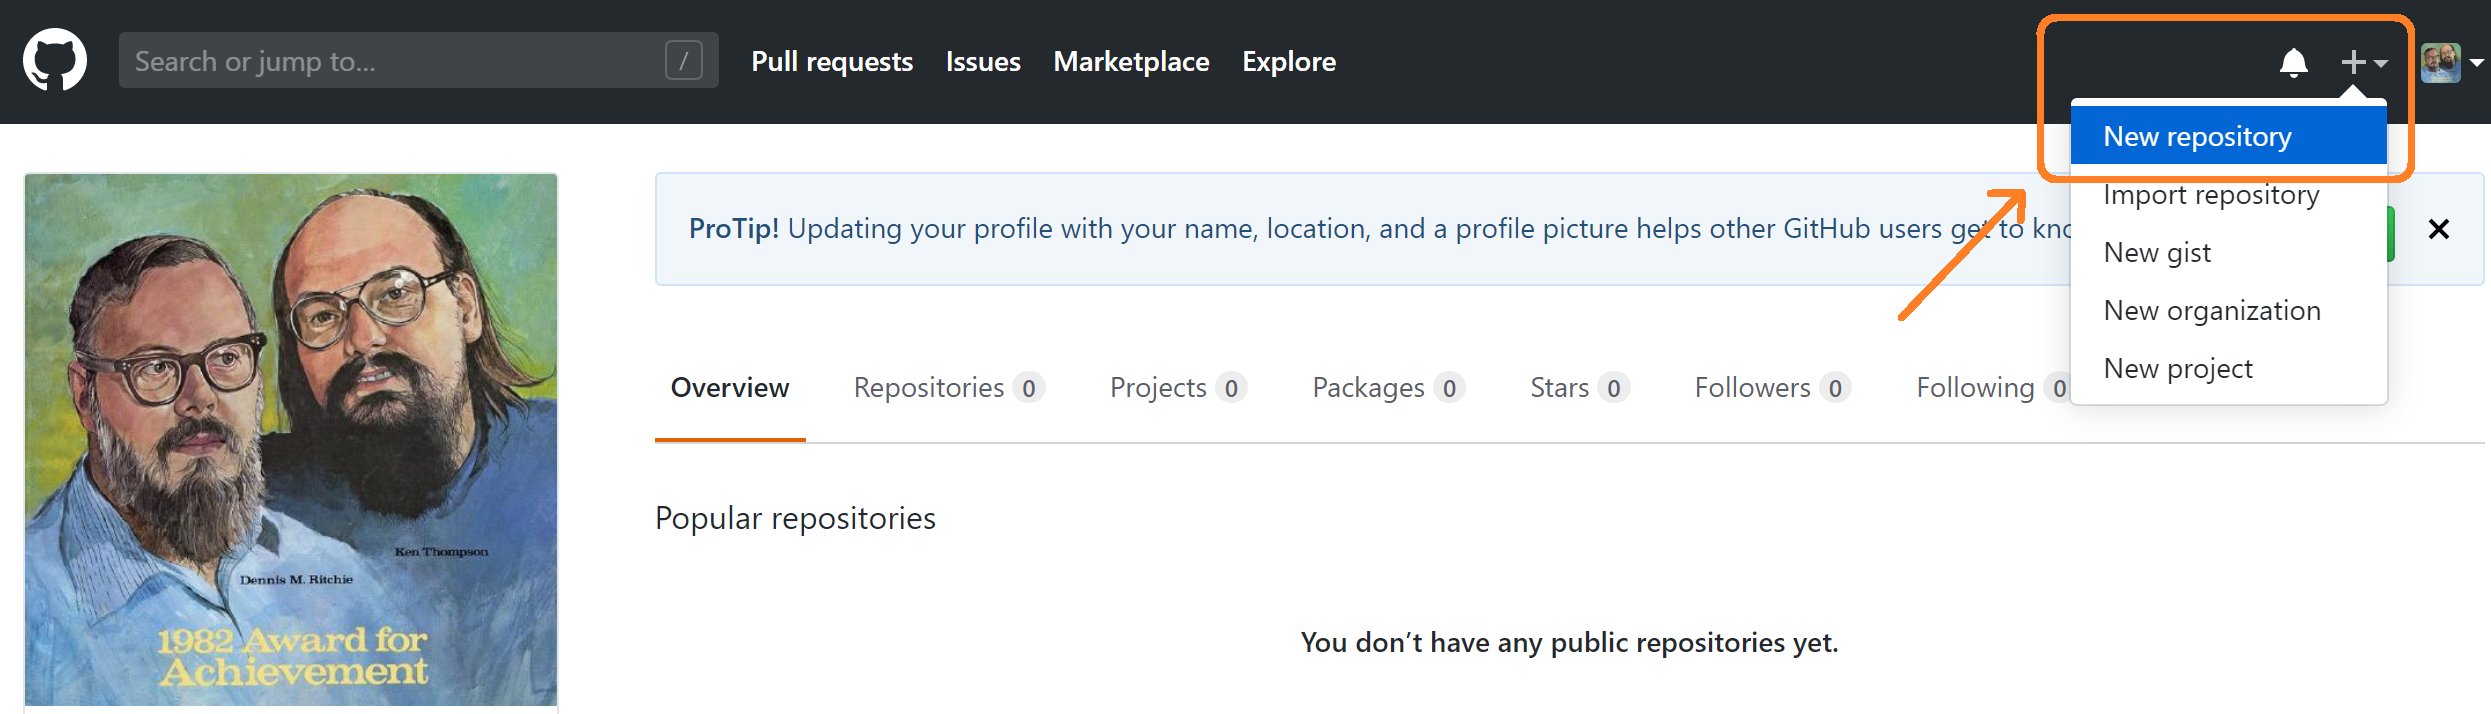 Search or jump to...
/
Pull requests
Issues
Marketplace
Explore
New repository
Import repository
New gist
New organization
New project
ProTip! Updating your profile with your name, location, and a profile picture helps other GitHub users get to
Overview
Repositories 0
Projects 0
Packages 0
Stars 0
Followers 0
Following 0
Ken Thompson
Dennis M. Ritchie
1982 Award for
Achievement
Popular repositories
You don’t have any public repositories yet.